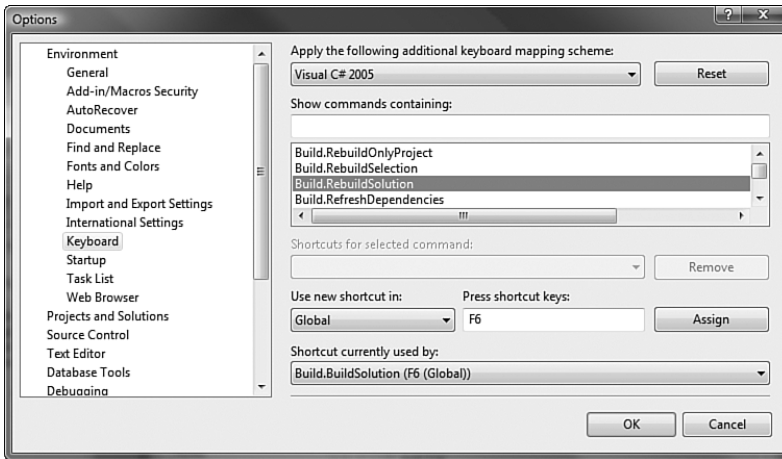 Options
Environment
General
Add-in/Macros Security
AutoRecover
Documents
Find and Replace
Fonts and Colors
Help
Import and Export Settings
International Settings
Keyboard
Startup
Task List
Web Browser
Projects and Solutions
Source Control
Text Editor
Database Tools
Debugging
Apply the following additional keyboard mapping scheme:
Visual C# 2005
Reset
Show commands containing:
Build.RebuildOnlyProject
Build.RebuildSelection
Build.RebuildSolution
Build.RefreshDependencies
Shortcuts for selected command:
Remove
Use new shortcut in:
Press shortcut keys:
Global
F6
Assign
Shortcut currently used by:
Build.BuildSolution (F6 (Global))
OK
Cancel